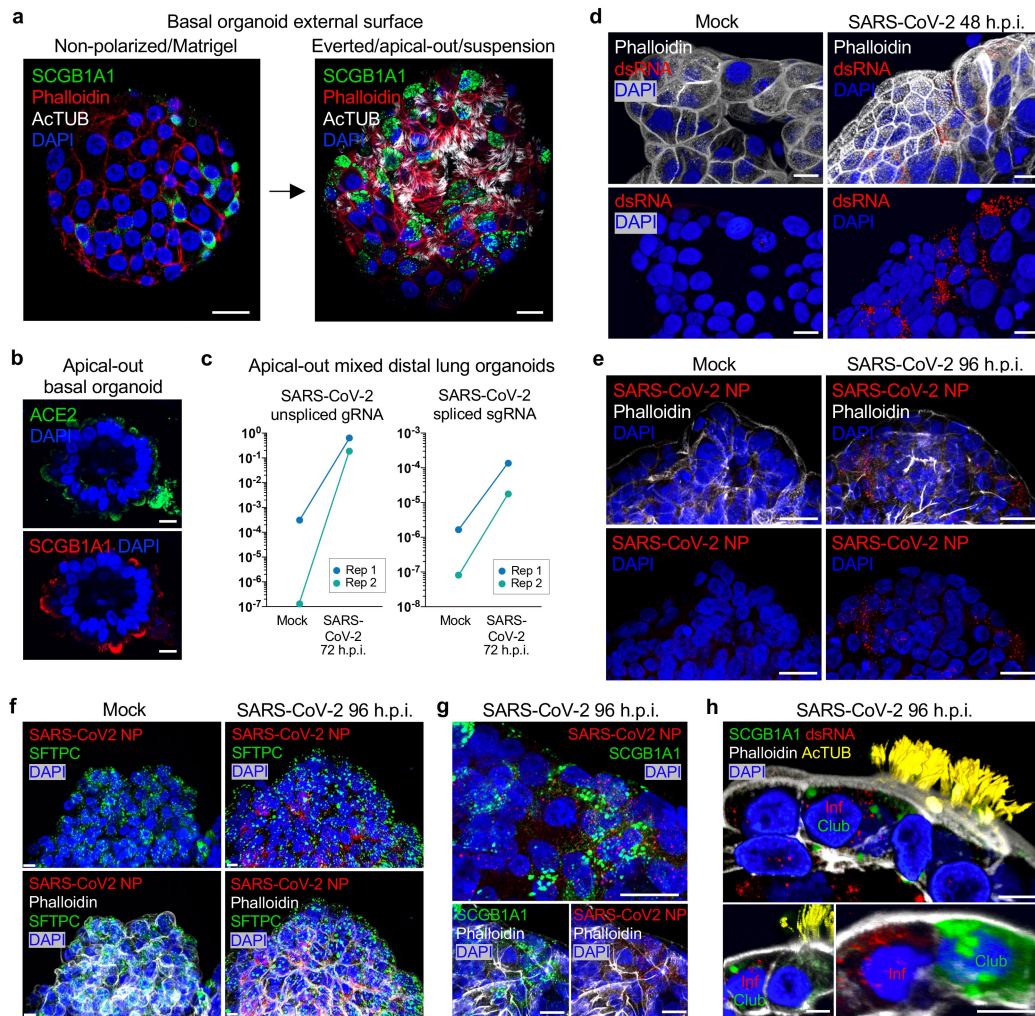 a
Basal organoid external surface
Non-polarized/Matrigel
Everted/apical-out/suspension
SCGB1A1
Phalloidin
AcTUB
DAPI
SCGB1A1
Phalloidin
AcTUB
DAPI
b
Apical-out
basal organoid
ACE2
DAPI
SCGB1A1 DAPI
c
Apical-out mixed distal lung organoids
SARS-CoV-2
unspliced gRNA
10^0
10^-1
10^-2
10^-3
10^-4
10^-5
10^-6
10^-7
Rep 1
Rep 2
Mock
SARS-
CoV-2
72 h.p.i.
SARS-CoV-2
spliced sgRNA
10^-3
10^-4
10^-5
10^-6
10^-7
10^-8
Rep 1
Rep 2
Mock
SARS-
CoV-2
72 h.p.i.
d
Mock
SARS-CoV-2 48 h.p.i.
Phalloidin
dsRNA
DAPI
Phalloidin
dsRNA
DAPI
dsRNA
DAPI
dsRNA
DAPI
e
Mock
SARS-CoV-2 96 h.p.i.
SARS-CoV-2 NP
Phalloidin
DAPI
SARS-CoV-2 NP
Phalloidin
DAPI
SARS-CoV-2 NP
DAPI
SARS-CoV-2 NP
DAPI
f
Mock
SARS-CoV-2 96 h.p.i.
SARS-CoV2 NP
SFTPC
DAPI
SARS-CoV-2 NP
SFTPC
DAPI
SARS-CoV2 NP
Phalloidin
SFTPC
DAPI
SARS-CoV-2 NP
Phalloidin
SFTPC
DAPI
g
SARS-CoV-2 96 h.p.i.
SARS-CoV2 NP
SCGB1A1
DAPI
SCGB1A1
Phalloidin
DAPI
SARS-CoV2 NP
Phalloidin
DAPI
h
SARS-CoV-2 96 h.p.i.
SCGB1A1 dsRNA
Phalloidin AcTUB
DAPI
Inf
Club
Inf
Club
Inf
Club